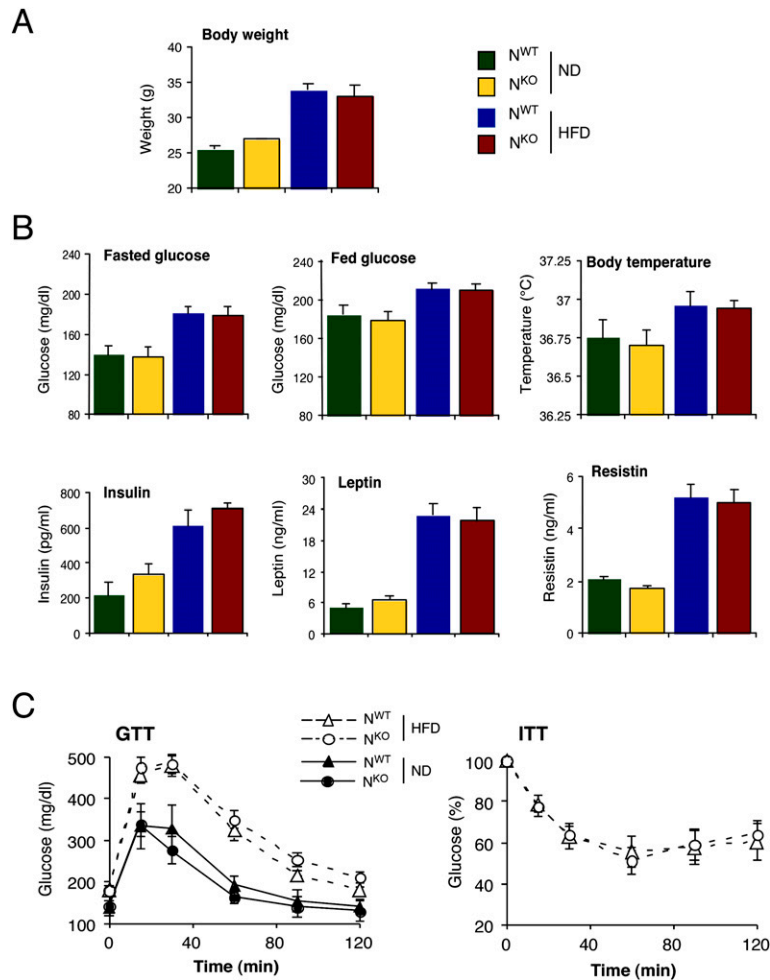 A
Body weight
Weight (g)
40
35
30
25
20
N^WT
N^KO
ND
N^WT
N^KO
HFD
B
Fasted glucose
Glucose (mg/dl)
240
200
160
120
80
Fed glucose
Glucose (mg/dl)
240
200
160
120
80
Body temperature
Temperature (°C)
37.25
37
36.75
36.5
36.25
Insulin
Insulin (pg/ml)
800
600
400
200
0
Leptin
Leptin (ng/ml)
30
24
18
12
6
0
Resistin
Resistin (ng/ml)
6
4
2
0
C
GTT
Glucose (mg/dl)
500
400
300
200
100
0 40 80 120
Time (min)
N^WT
N^KO
HFD
N^WT
N^KO
ND
ITT
Glucose (%)
100
80
60
40
20
0 40 80 120
Time (min)